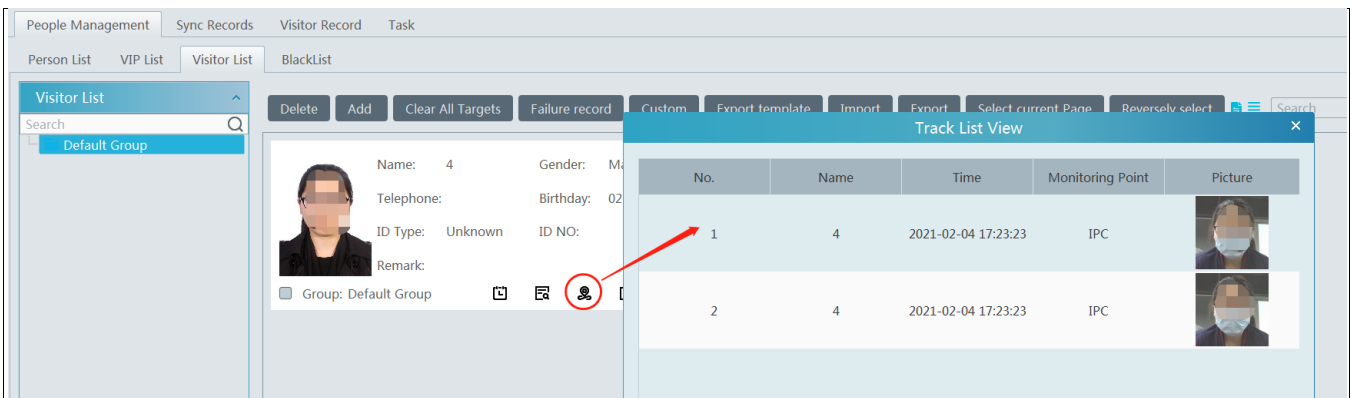 People Management Sync Records Visitor Record Task
Person List VIP List Visitor List BlackList
Visitor List
Search
Default Group
Delete Add Clear All Targets Failure record Custom Export template Import Export Select current Page Reversely select Search
Name: 4 Gender:
Telephone: Birthday: 02
ID Type: Unknown ID NO:
Remark:
Group: Default Group
Track List View
No. Name Time Monitoring Point Picture
1 4 2021-02-04 17:23:23 IPC
2 4 2021-02-04 17:23:23 IPC